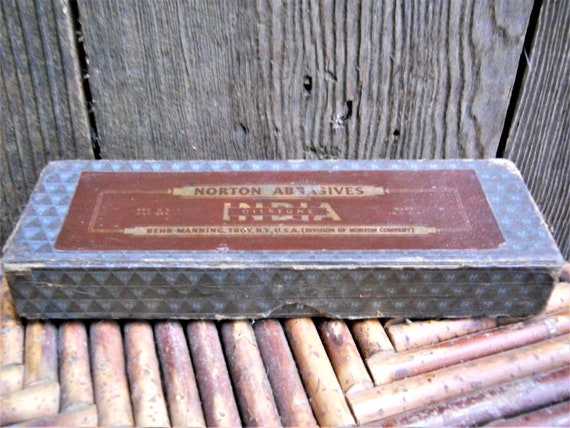 NORTON ABRASIVES
INDIA
OILSTONE
BEHR-MANNING, TROY, N.Y., U.S.A. (DIVISION OF NORTON COMPANY)